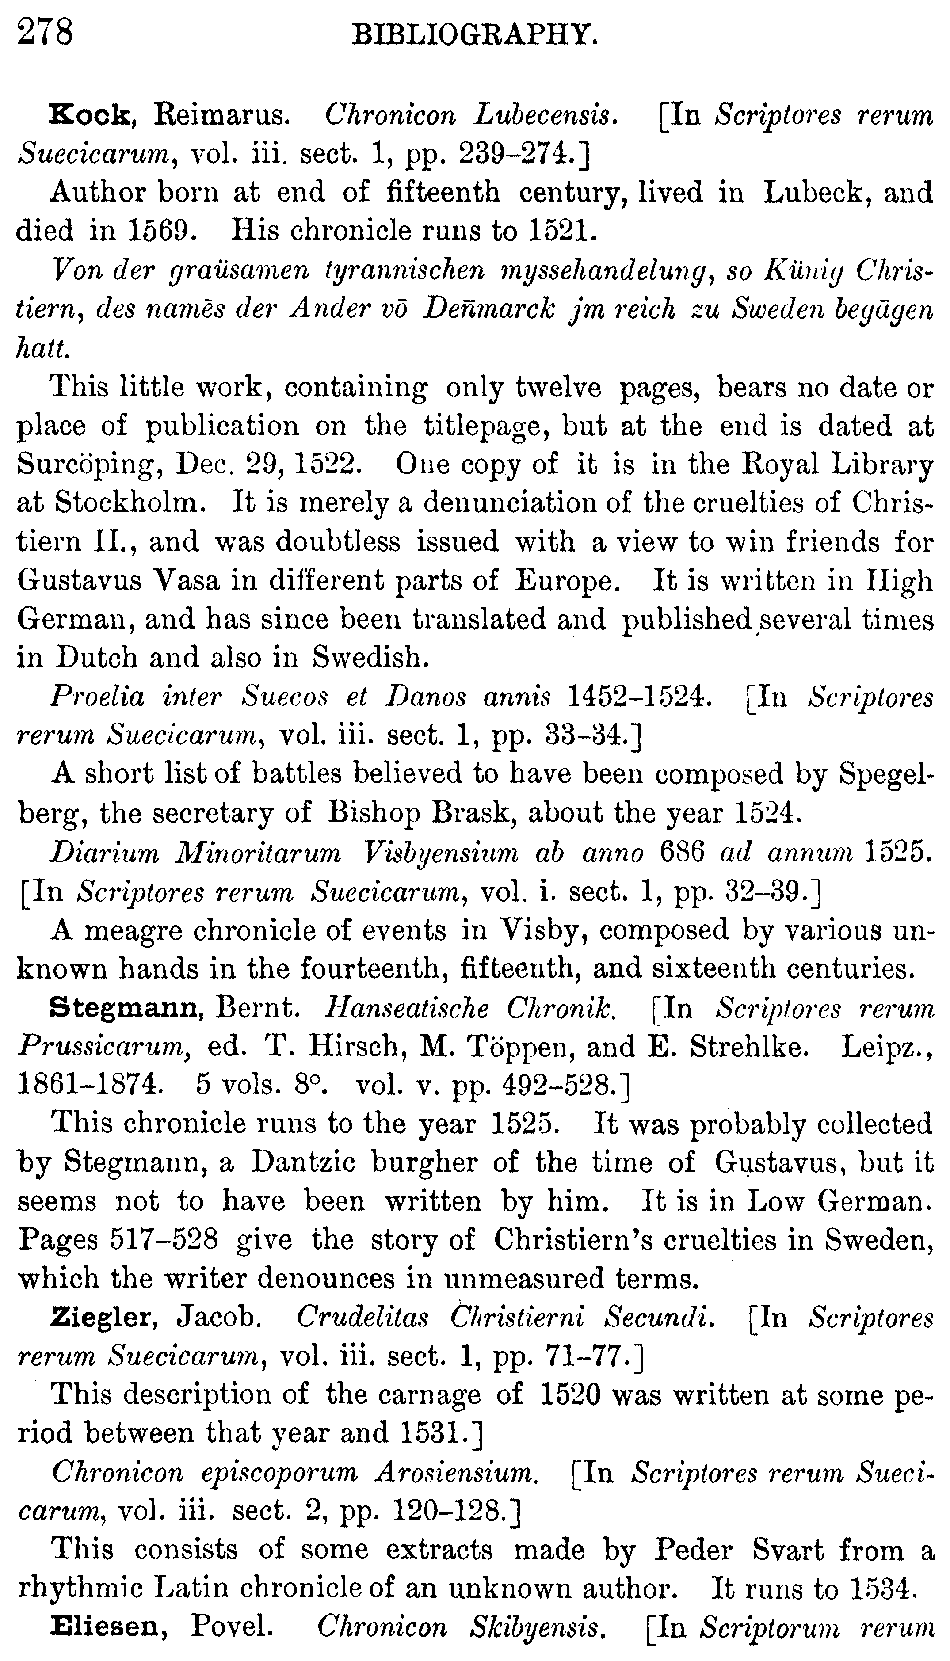 278 BIBLIOGRAPHY.
Kock, Reimarus. Chronicon Lubecensis. [In Scriptores rerum
Suecicarum, vol. iii. sect. 1, pp. 239–274.]
Author born at end of fifteenth century, lived in Lubeck, and
died in 1569. His chronicle runs to 1521.
Von der graüsamen tyrannischen myssehandelung, so Künig Chris-
tiern, des namēs der Ander vō Deñmarck jm reich zu Sweden begāgen
hatt.
This little work, containing only twelve pages, bears no date or
place of publication on the titlepage, but at the end is dated at
Surcöping, Dec. 29, 1522. One copy of it is in the Royal Library
at Stockholm. It is merely a denunciation of the cruelties of Chris-
tiern II., and was doubtless issued with a view to win friends for
Gustavus Vasa in different parts of Europe. It is written in High
German, and has since been translated and published several times
in Dutch and also in Swedish.
Proelia inter Suecos et Danos annis 1452–1524. [In Scriptores
rerum Suecicarum, vol. iii. sect. 1, pp. 33–34.]
A short list of battles believed to have been composed by Spegel-
berg, the secretary of Bishop Brask, about the year 1524.
Diarium Minoritarum Visbyensium ab anno 686 ad annum 1525.
[In Scriptores rerum Suecicarum, vol. i. sect. 1, pp. 32–39.]
A meagre chronicle of events in Visby, composed by various un-
known hands in the fourteenth, fifteenth, and sixteenth centuries.
Stegmann, Bernt. Hanseatische Chronik. [In Scriptores rerum
Prussicarum, ed. T. Hirsch, M. Töppen, and E. Strehlke. Leipz.,
1861–1874. 5 vols. 8°. vol. v. pp. 492–528.]
This chronicle runs to the year 1525. It was probably collected
by Stegmann, a Dantzic burgher of the time of Gustavus, but it
seems not to have been written by him. It is in Low German.
Pages 517–528 give the story of Christiern's cruelties in Sweden,
which the writer denounces in unmeasured terms.
Ziegler, Jacob. Crudelitas Christierni Secundi. [In Scriptores
rerum Suecicarum, vol. iii. sect. 1, pp. 71–77.]
This description of the carnage of 1520 was written at some pe-
riod between that year and 1531.]
Chronicon episcoporum Arosiensium. [In Scriptores rerum Sueci-
carum, vol. iii. sect. 2, pp. 120–128.]
This consists of some extracts made by Peder Svart from a
rhythmic Latin chronicle of an unknown author. It runs to 1534.
Eliesen, Povel. Chronicon Skibyensis. [In Scriptorum rerum